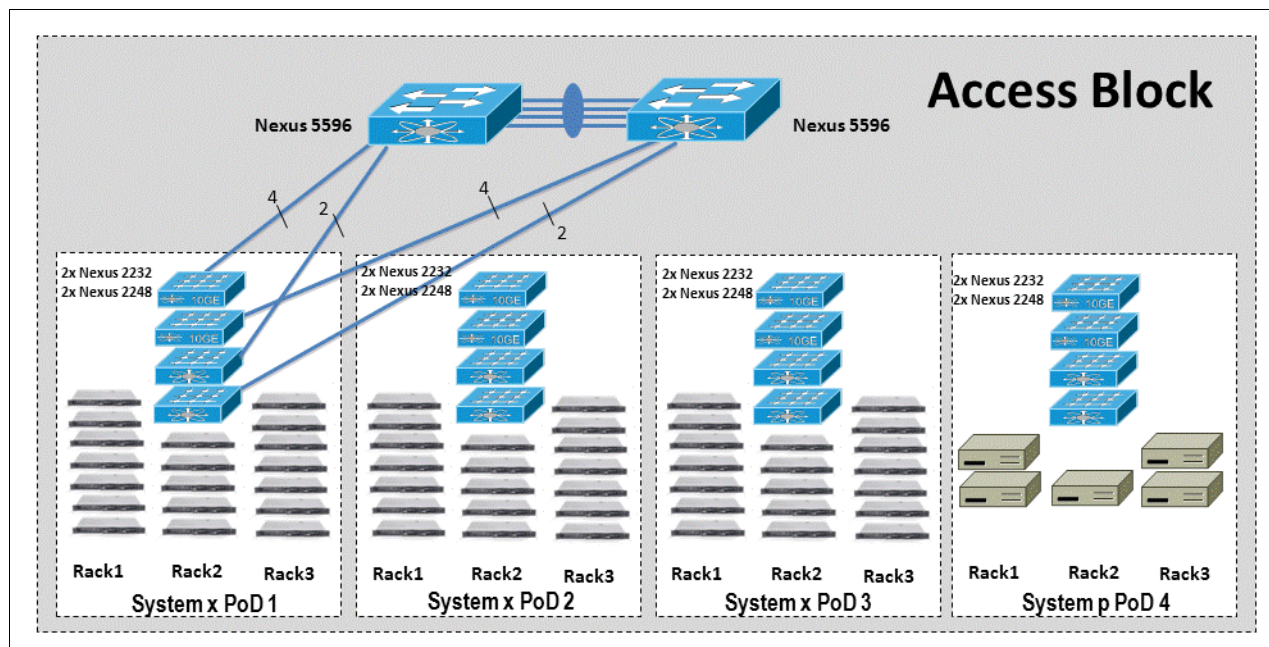 Access Block
Nexus 5596
Nexus 5596
4
2
4
2
2x Nexus 2232
2x Nexus 2248
10GE
10GE
2x Nexus 2232
2x Nexus 2248
10GE
10GE
2x Nexus 2232
2x Nexus 2248
10GE
10GE
2x Nexus 2232
2x Nexus 2248
10GE
10GE
Rack1
Rack2
Rack3
System x PoD 1
Rack1
Rack2
Rack3
System x PoD 2
Rack1
Rack2
Rack3
System x PoD 3
Rack1
Rack2
Rack3
System p PoD 4